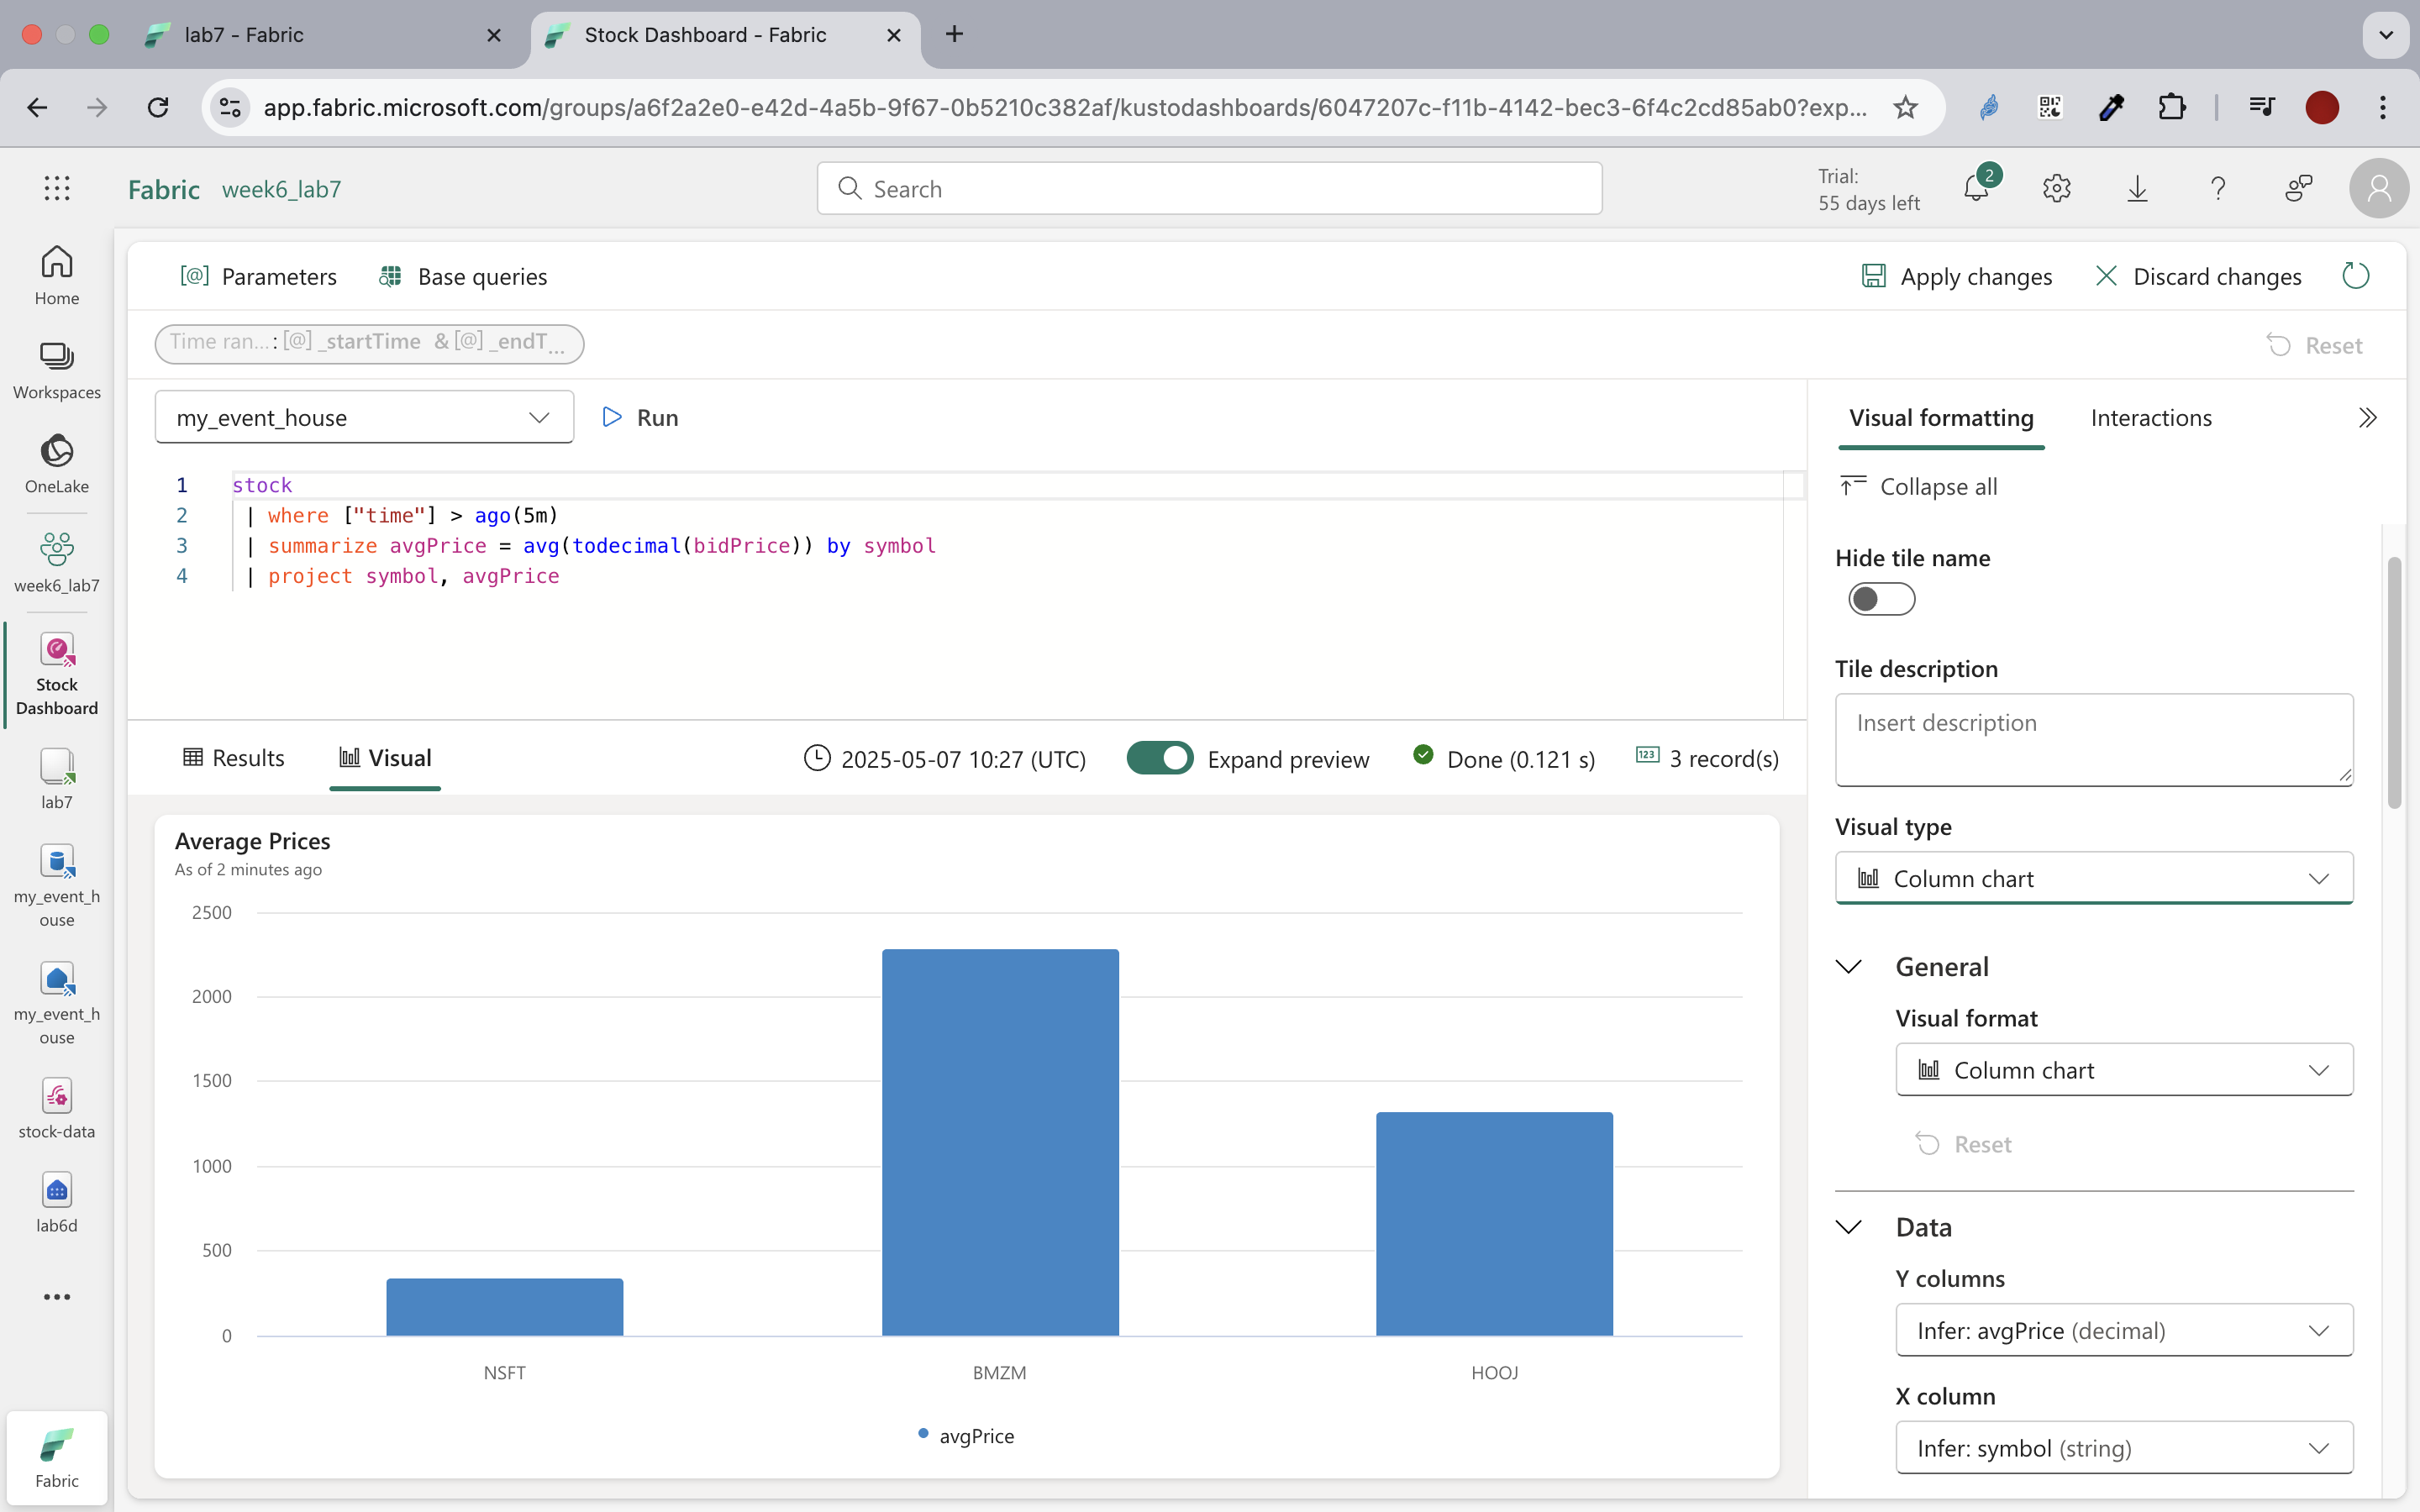 lab7 - Fabric
Stock Dashboard - Fabric
app.fabric.microsoft.com/groups/a6f2a2e0-e42d-4a5b-9f67-0b5210c382af/kustodashboards/6047207c-f11b-4142-bec3-6f4c2cd85ab0?exp...
Fabric week6_lab7
Search
Trial:
55 days left
2
Home
Workspaces
OneLake
week6_lab7
Stock
Dashboard
lab7
my_event_h
ouse
my_event_h
ouse
stock-data
lab6d
Fabric
[@] Parameters
Base queries
Apply changes
Discard changes
Time ran... : [@] _startTime & [@] _endT...
Reset
my_event_house
Run
1 stock
2 | where ["time"] > ago(5m)
3 | summarize avgPrice = avg(todecimal(bidPrice)) by symbol
4 | project symbol, avgPrice
Results
Visual
2025-05-07 10:27 (UTC)
Expand preview
Done (0.121 s)
123 3 record(s)
Average Prices
As of 2 minutes ago
2500
2000
1500
1000
500
0
NSFT
BMZM
HOOJ
avgPrice
Visual formatting
Interactions
Collapse all
Hide tile name
Tile description
Insert description
Visual type
Column chart
General
Visual format
Column chart
Reset
Data
Y columns
Infer: avgPrice (decimal)
X column
Infer: symbol (string)